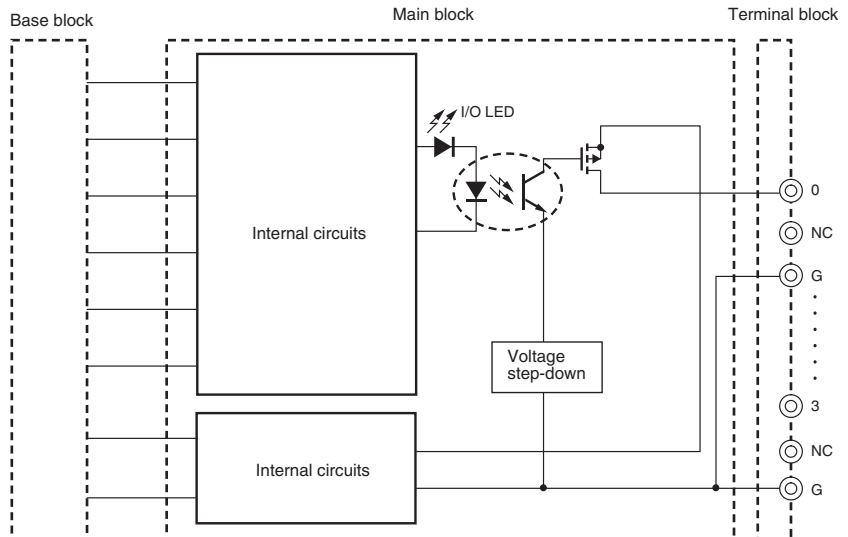 Base block
Main block
Terminal block
I/O LED
Internal circuits
Voltage
step-down
Internal circuits
0
NC
G
3
NC
G